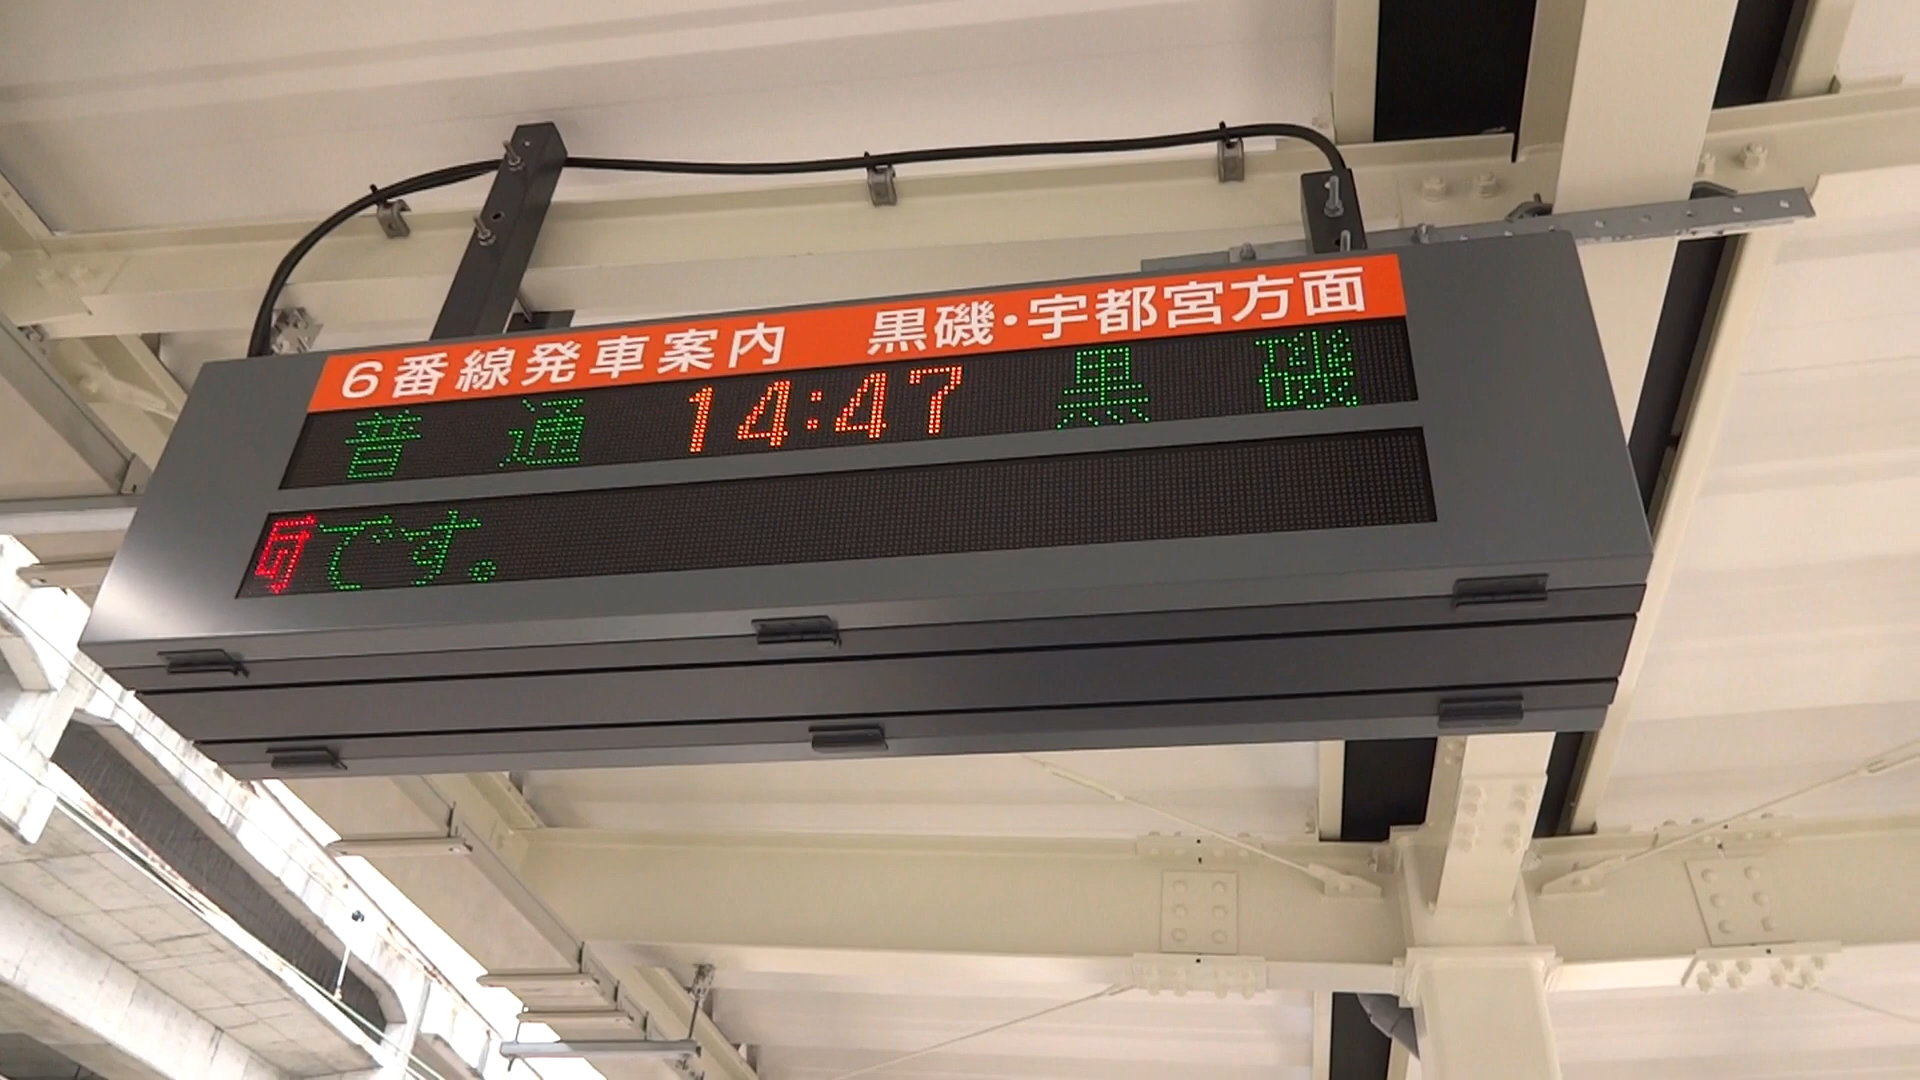 6番線発車案内 黒磯・宇都宮方面
普通 14:47 黒磯
です。